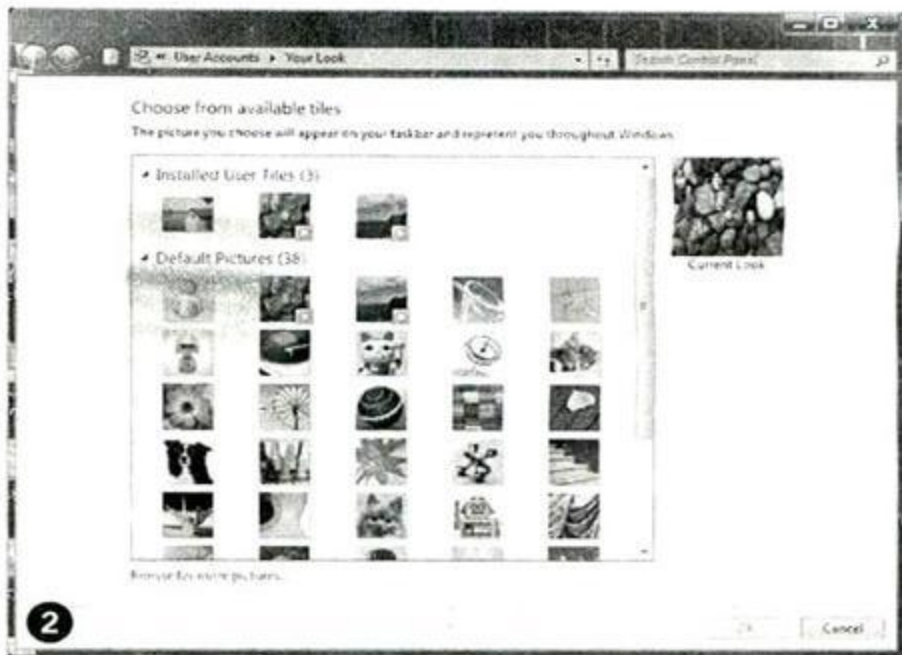 « User Accounts ▸ Your Look
Search Control Panel
Choose from available tiles
The picture you choose will appear on your taskbar and represent you throughout Windows.
Installed User Tiles (3)
Default Pictures (38)
Current Look
Browse for more pictures...
OK
Cancel
2